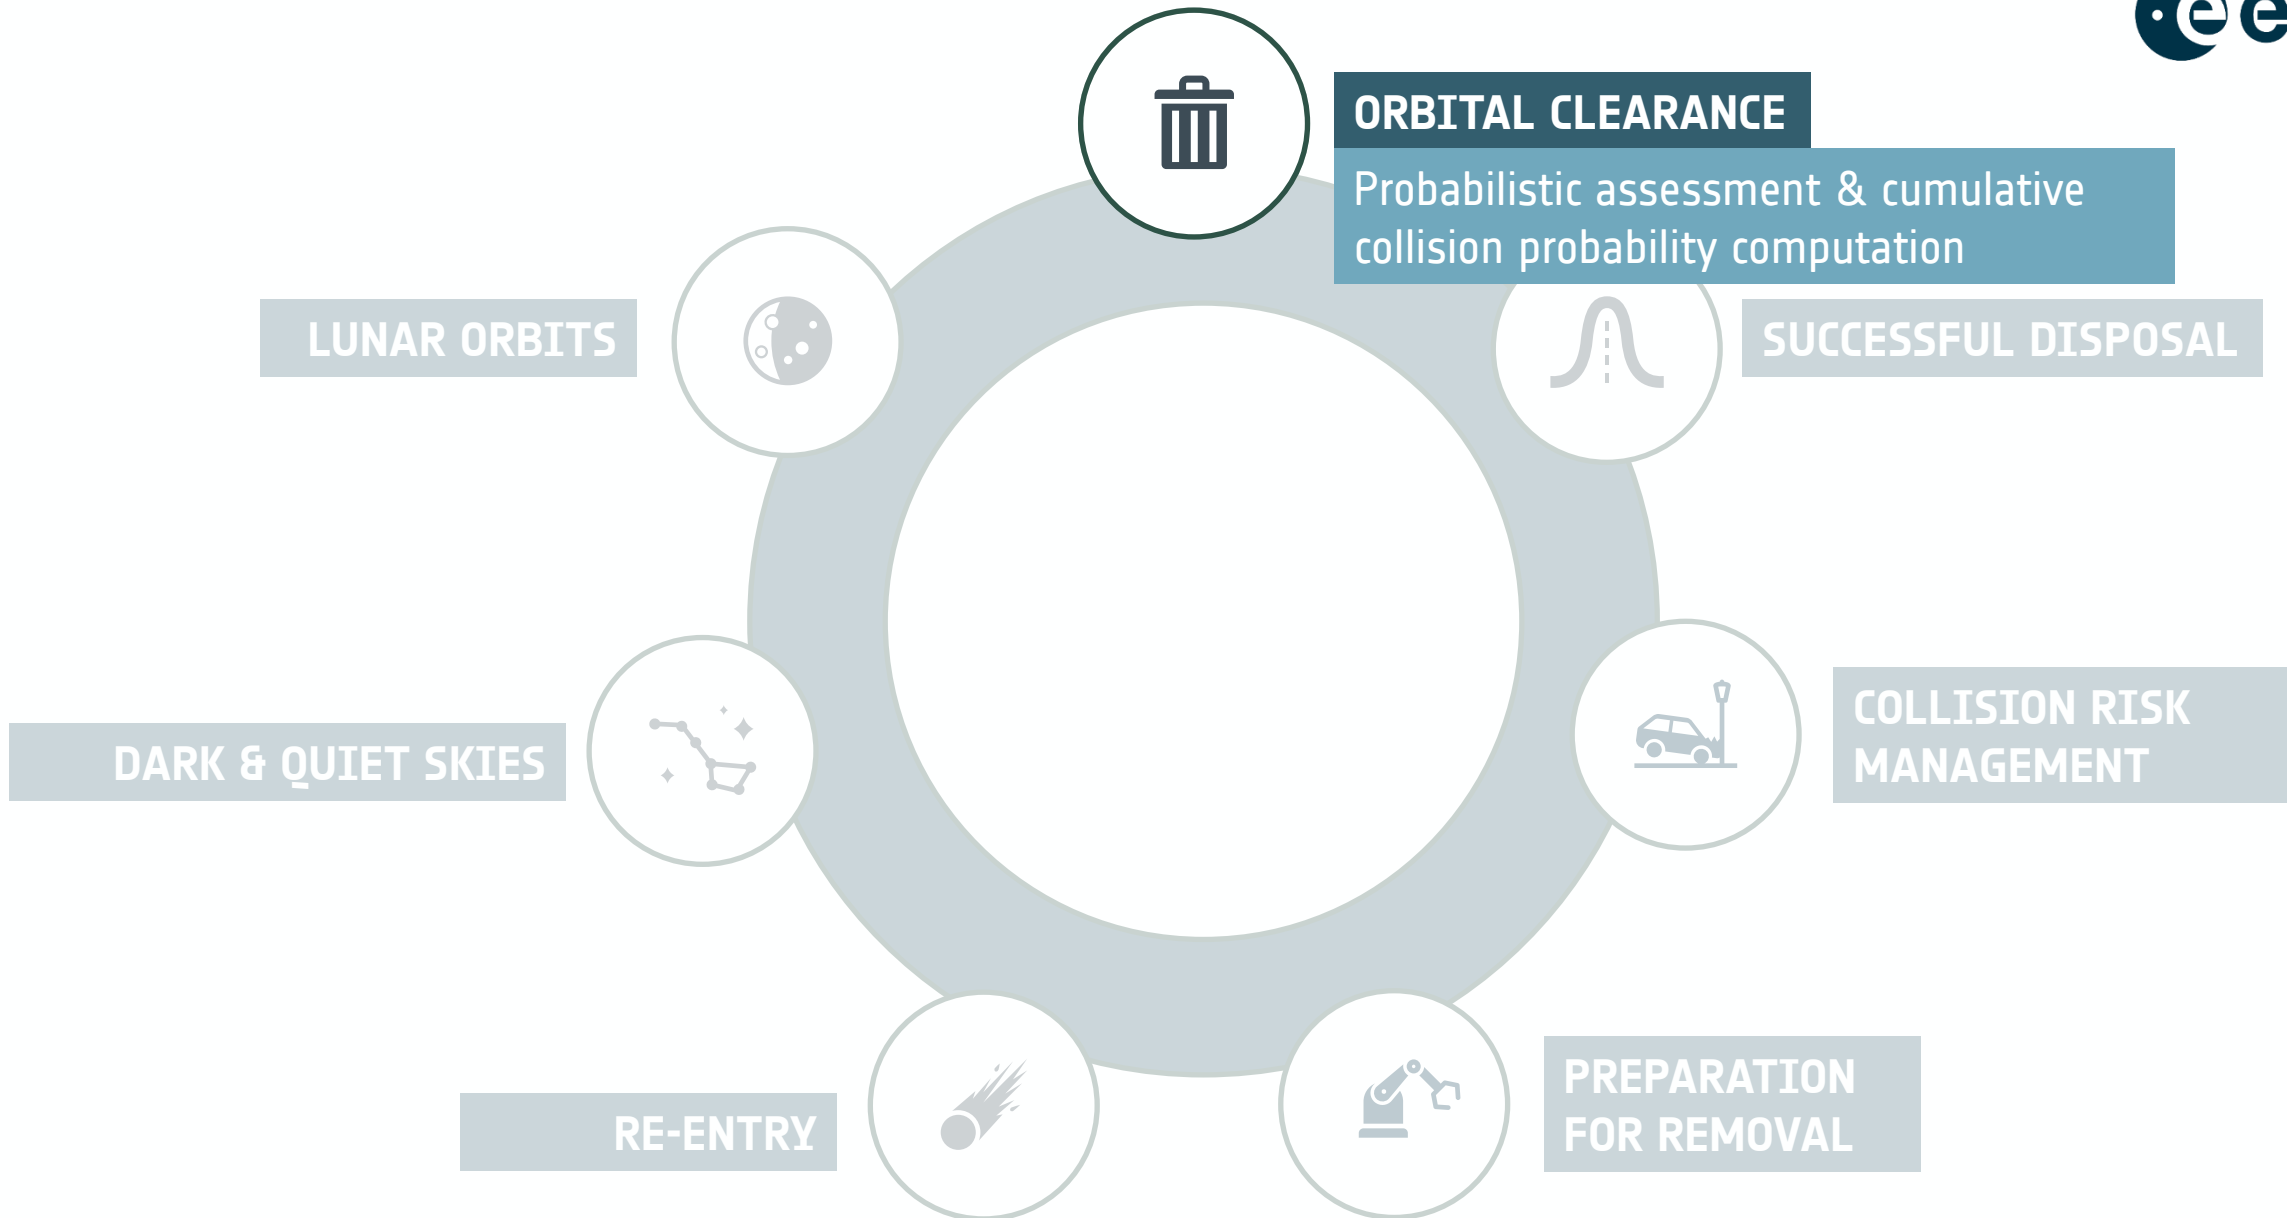 ORBITAL CLEARANCE
Probabilistic assessment & cumulative
collision probability computation
LUNAR ORBITS
SUCCESSFUL DISPOSAL
COLLISION RISK
MANAGEMENT
DARK & QUIET SKIES
PREPARATION
FOR REMOVAL
RE-ENTRY